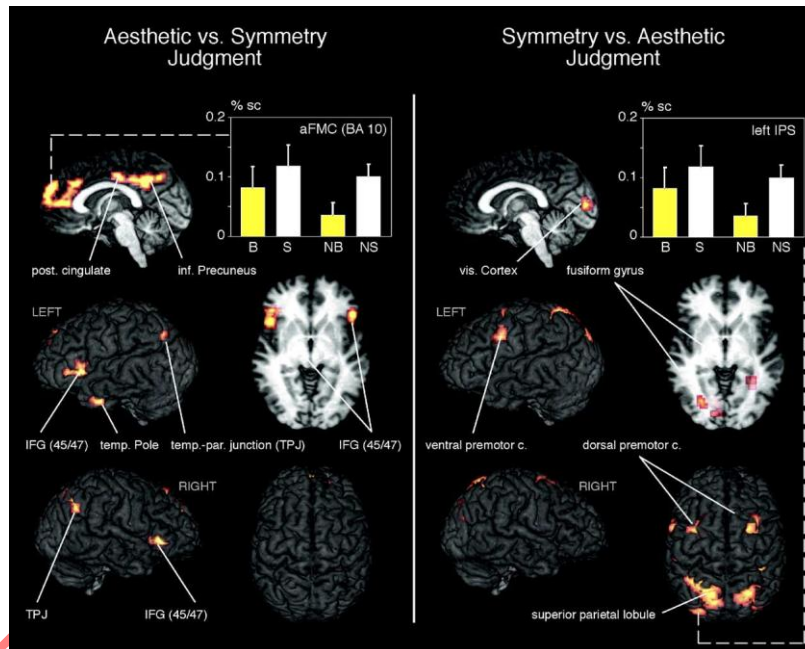 Aesthetic vs. Symmetry
Judgment
% sc
0.2
aFMC (BA 10)
0.1
0
B S NB NS
post. cingulate inf. Precuneus
LEFT
IFG (45/47) temp. Pole temp.-par. junction (TPJ) IFG (45/47)
RIGHT
TPJ IFG (45/47)
Symmetry vs. Aesthetic
Judgment
% sc
0.2
left IPS
0.1
0
B S NB NS
vis. Cortex fusiform gyrus
LEFT
ventral premotor c. dorsal premotor c.
RIGHT
superior parietal lobule